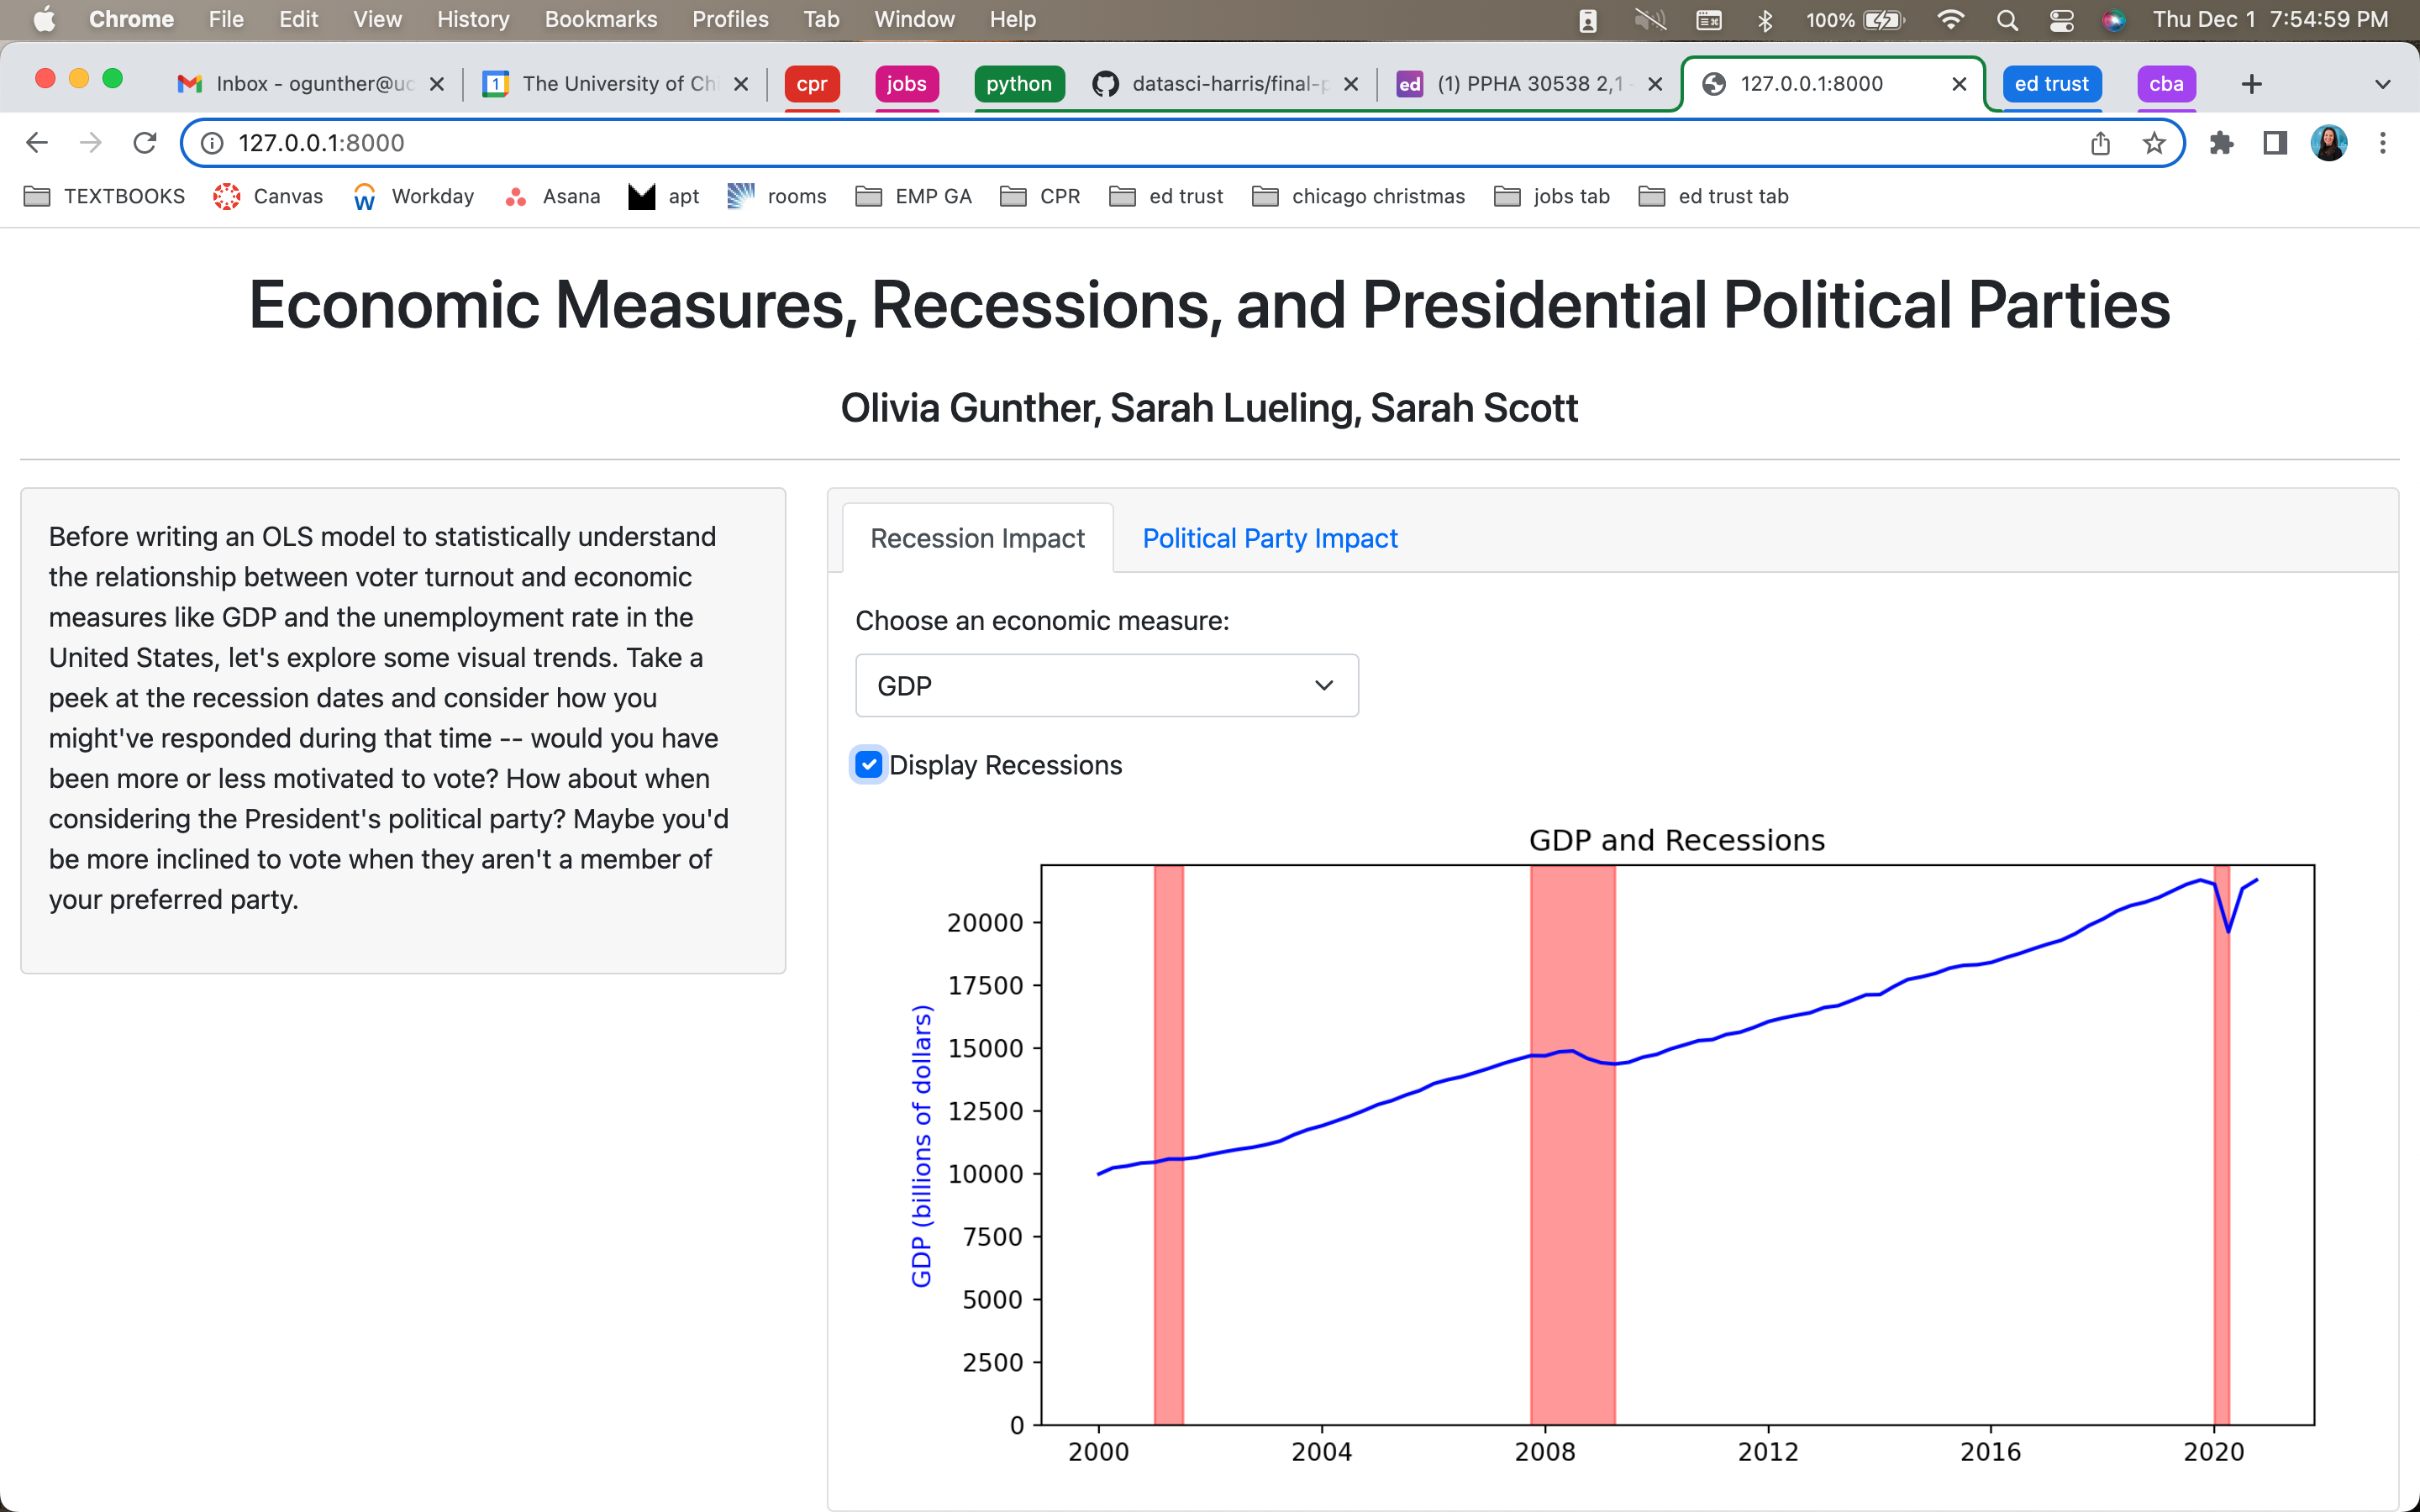 Chrome File Edit View History Bookmarks Profiles Tab Window Help 100% Thu Dec 1 7:54:59 PM
Inbox - ogunther@uc 1 The University of Chi cpr jobs python datasci-harris/final-p ed (1) PPHA 30538 2,1 - 127.0.0.1:8000 ed trust cba
127.0.0.1:8000
TEXTBOOKS Canvas Workday Asana apt rooms EMP GA CPR ed trust chicago christmas jobs tab ed trust tab
Economic Measures, Recessions, and Presidential Political Parties
Olivia Gunther, Sarah Lueling, Sarah Scott
Before writing an OLS model to statistically understand
the relationship between voter turnout and economic
measures like GDP and the unemployment rate in the
United States, let's explore some visual trends. Take a
peek at the recession dates and consider how you
might've responded during that time -- would you have
been more or less motivated to vote? How about when
considering the President's political party? Maybe you'd
be more inclined to vote when they aren't a member of
your preferred party.
Recession Impact Political Party Impact
Choose an economic measure:
GDP
Display Recessions
GDP and Recessions
GDP (billions of dollars)
20000
17500
15000
12500
10000
7500
5000
2500
0
2000 2004 2008 2012 2016 2020